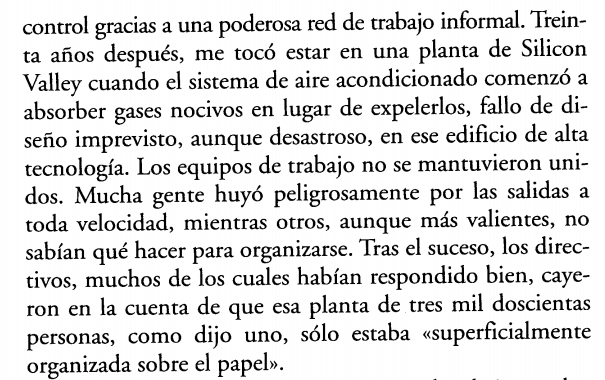 control gracias a una poderosa red de trabajo informal. Trein-
ta años después, me tocó estar en una planta de Silicon
Valley cuando el sistema de aire acondicionado comenzó a
absorber gases nocivos en lugar de expelerlos, fallo de di-
seño imprevisto, aunque desastroso, en ese edificio de alta
tecnología. Los equipos de trabajo no se mantuvieron uni-
dos. Mucha gente huyó peligrosamente por las salidas a
toda velocidad, mientras otros, aunque más valientes, no
sabían qué hacer para organizarse. Tras el suceso, los direc-
tivos, muchos de los cuales habían respondido bien, caye-
ron en la cuenta de que esa planta de tres mil doscientas
personas, como dijo uno, sólo estaba «superficialmente
organizada sobre el papel».